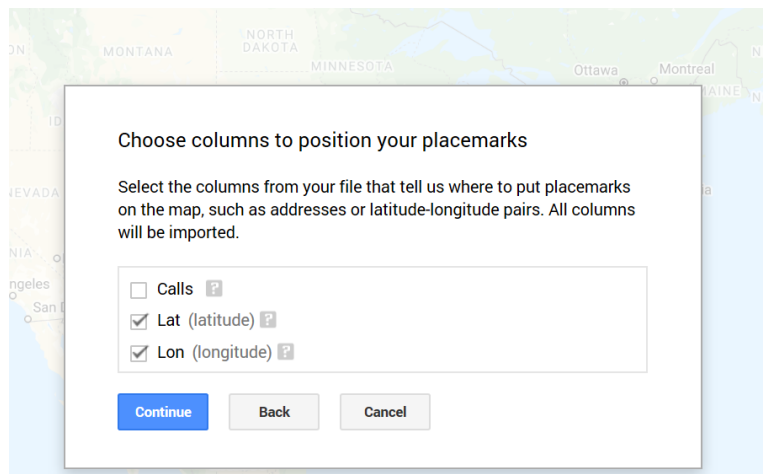 NORTH
DAKOTA
MONTANA
MINNESOTA
Ottawa
Montreal
MAINE
NEVADA
San
Choose columns to position your placemarks
Select the columns from your file that tell us where to put placemarks
on the map, such as addresses or latitude-longitude pairs. All columns
will be imported.
Calls ?
Lat (latitude) ?
Lon (longitude) ?
Continue Back Cancel